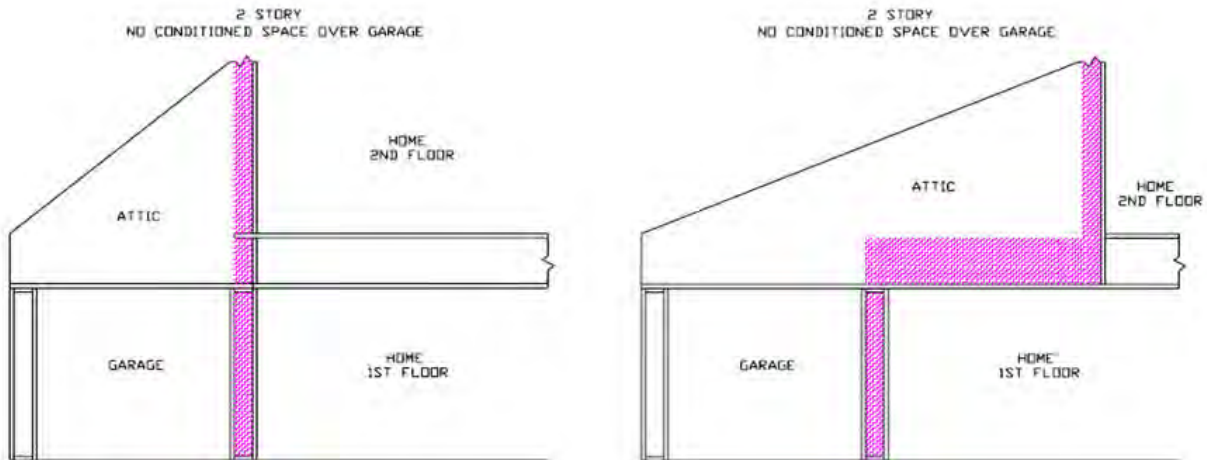 2 STORY
NO CONDITIONED SPACE OVER GARAGE
HOME
2ND FLOOR
ATTIC
GARAGE
HOME
1ST FLOOR
2 STORY
NO CONDITIONED SPACE OVER GARAGE
ATTIC
HOME
2ND FLOOR
GARAGE
HOME
1ST FLOOR